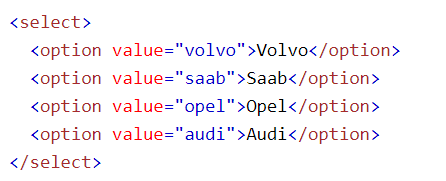 <select>
  <option value="volvo">Volvo</option>
  <option value="saab">Saab</option>
  <option value="opel">Opel</option>
  <option value="audi">Audi</option>
</select>